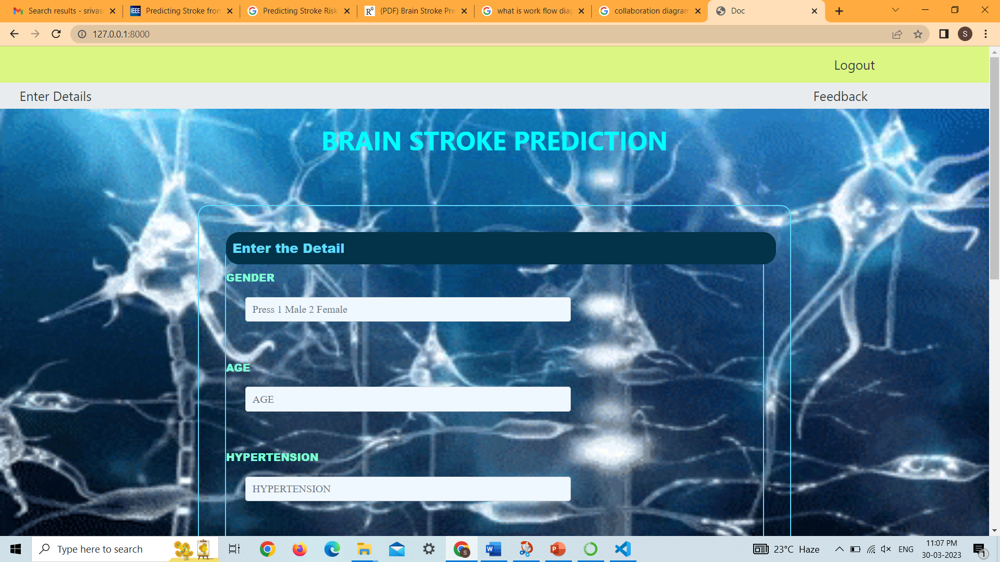 Search results - srivas
Predicting Stroke from
Predicting Stroke Risk
(PDF) Brain Stroke Pre
what is work flow diag
collaboration diagram
Doc
127.0.0.1:8000
S
Logout
Enter Details
Feedback
BRAIN STROKE PREDICTION
Enter the Detail
GENDER
Press 1 Male 2 Female
AGE
AGE
HYPERTENSION
HYPERTENSION
Type here to search
23°C Haze
ENG
11:07 PM
30-03-2023
1